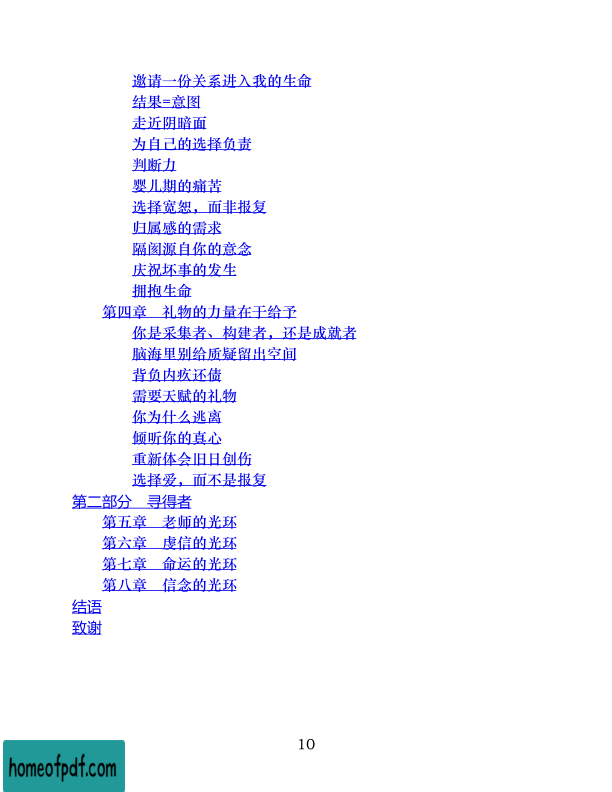 邀请一份关系进入我的生命
结果=意图
走近阴暗面
为自己的选择负责
判断力
婴儿期的痛苦
选择宽恕，而非报复
归属感的需求
隔阂源自你的意念
庆祝坏事的发生
拥抱生命
第四章　礼物的力量在于给予
你是采集者、构建者，还是成就者
脑海里别给质疑留出空间
背负内疚还债
需要天赋的礼物
你为什么逃离
倾听你的真心
重新体会旧日创伤
选择爱，而不是报复
第二部分　寻得者
第五章　老师的光环
第六章　虔信的光环
第七章　命运的光环
第八章　信念的光环
结语
致谢
10
homeofpdf.com